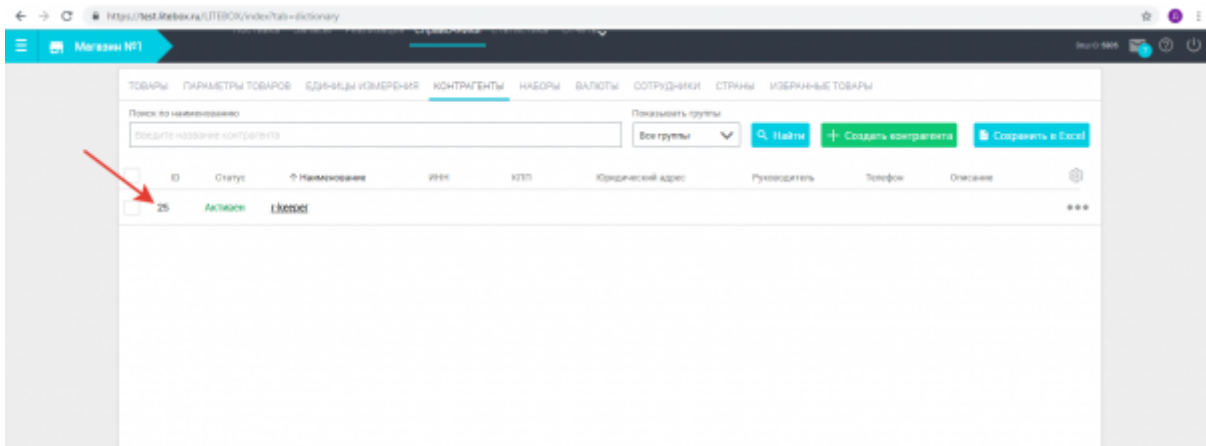 https://test.litebox.ru/LITEBOX/index?tab=dictionary
Магазин №1
Справочники
ТОВАРЫ ПАРАМЕТРЫ ТОВАРОВ ЕДИНИЦЫ ИЗМЕРЕНИЯ КОНТРАГЕНТЫ НАБОРЫ ВАЛЮТЫ СОТРУДНИКИ СТРАНЫ ИЗБРАННЫЕ ТОВАРЫ
Поиск по наименованию Показывать группы
Введите название контрагента Все группы Найти Создать контрагента Сохранить в Excel
ID Статус Наименование ИНН КПП Юридический адрес Руководитель Телефон Описание
25 Активен r-keeper